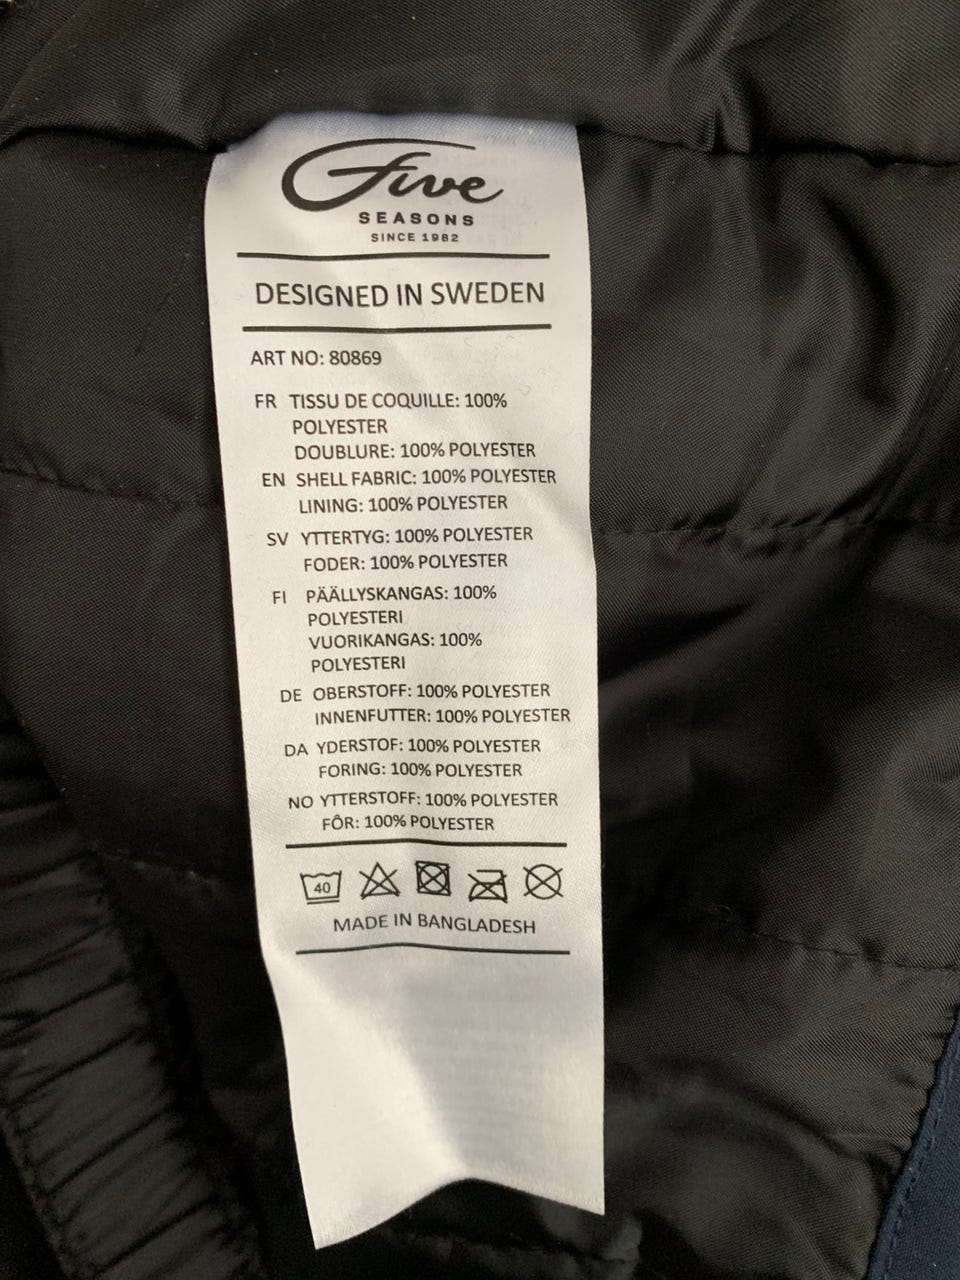 Five
SEASONS
SINCE 1982
DESIGNED IN SWEDEN
ART NO: 80869
FR TISSU DE COQUILLE: 100%
POLYESTER
DOUBLURE: 100% POLYESTER
EN SHELL FABRIC: 100% POLYESTER
LINING: 100% POLYESTER
SV YTTERTYG: 100% POLYESTER
FODER: 100% POLYESTER
FI PÄÄLLYSKANGAS: 100%
POLYESTERI
VUORIKANGAS: 100%
POLYESTERI
DE OBERSTOFF: 100% POLYESTER
INNENFUTTER: 100% POLYESTER
DA YDERSTOF: 100% POLYESTER
FORING: 100% POLYESTER
NO YTTERSTOFF: 100% POLYESTER
FÔR: 100% POLYESTER
40
MADE IN BANGLADESH